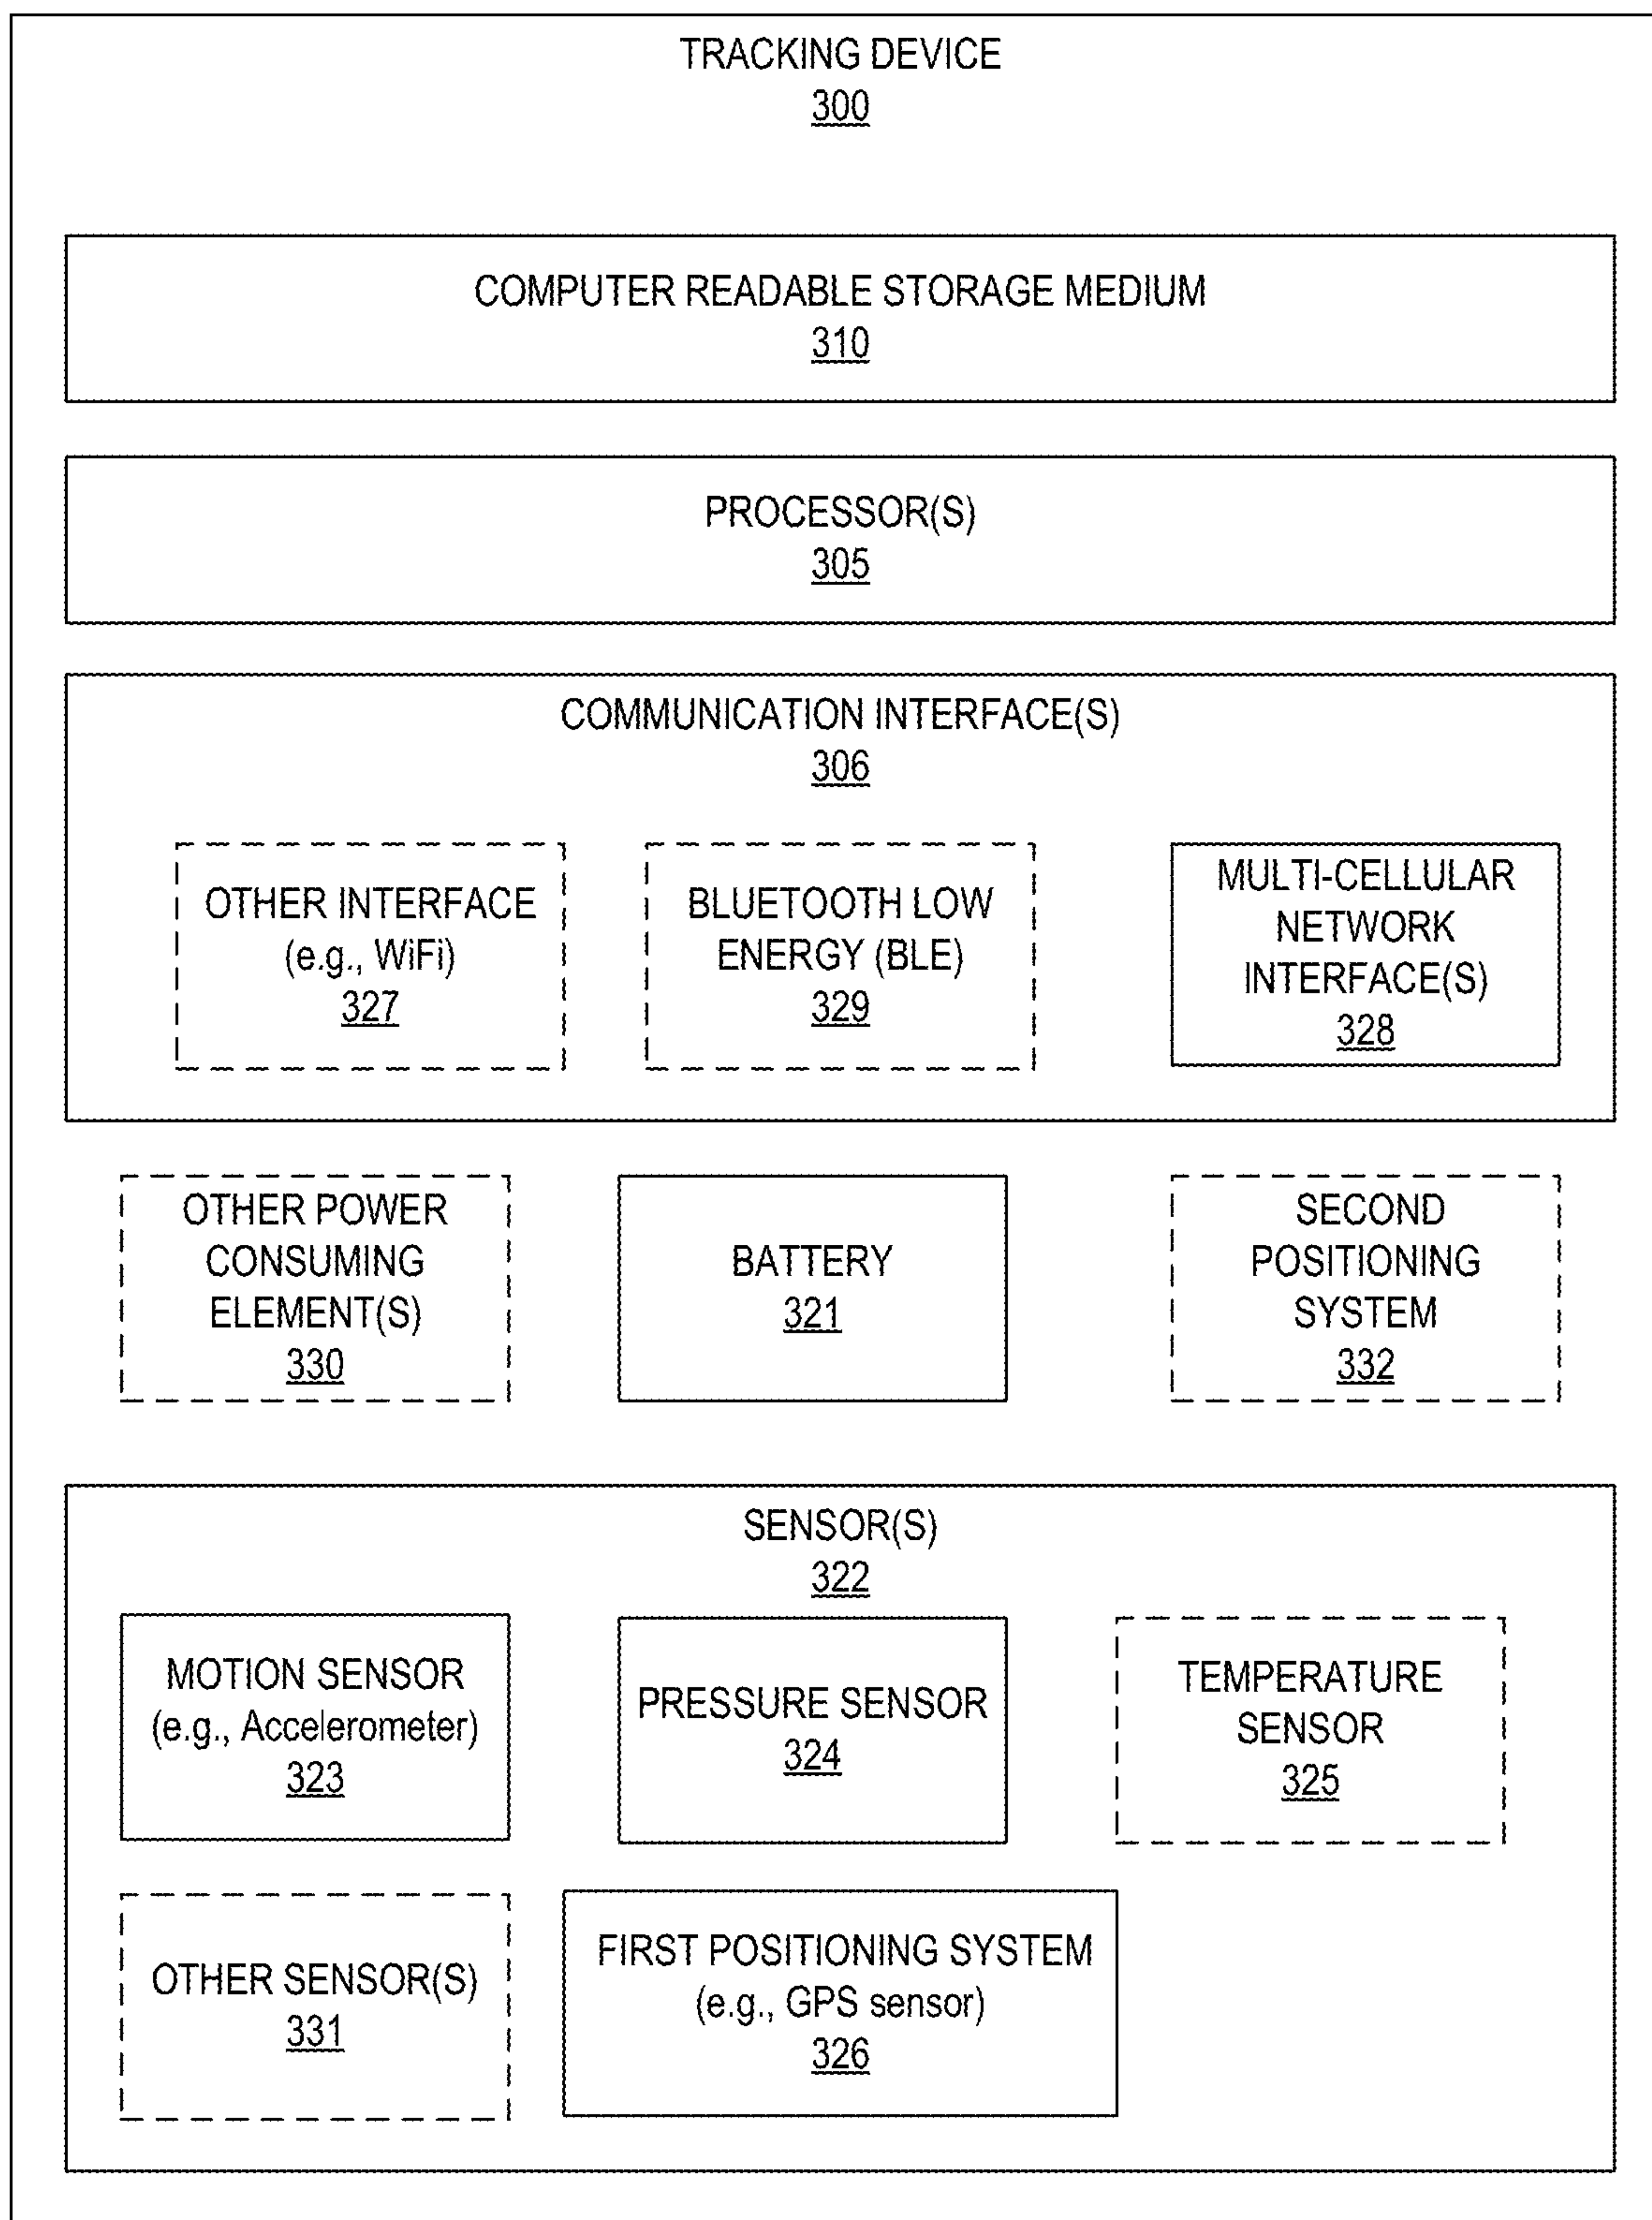 TRACKING DEVICE
300
COMPUTER READABLE STORAGE MEDIUM
310
PROCESSOR(S)
305
COMMUNICATION INTERFACE(S)
306
OTHER INTERFACE
(e.g., WiFi)
327
BLUETOOTH LOW
ENERGY (BLE)
329
MULTI-CELLULAR
NETWORK
INTERFACE(S)
328
OTHER POWER
CONSUMING
ELEMENT(S)
330
BATTERY
321
SECOND
POSITIONING
SYSTEM
332
SENSOR(S)
322
MOTION SENSOR
(e.g., Accelerometer)
323
PRESSURE SENSOR
324
TEMPERATURE
SENSOR
325
OTHER SENSOR(S)
331
FIRST POSITIONING SYSTEM
(e.g., GPS sensor)
326